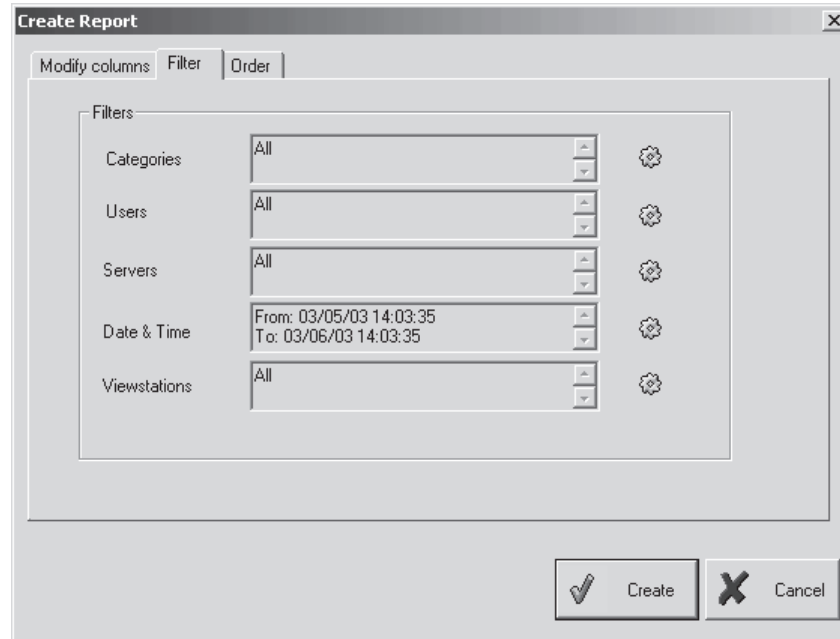 Create Report
Modify columns Filter Order
Filters
Categories All
Users All
Servers All
Date & Time From: 03/05/03 14:03:35
To: 03/06/03 14:03:35
Viewstations All
Create Cancel